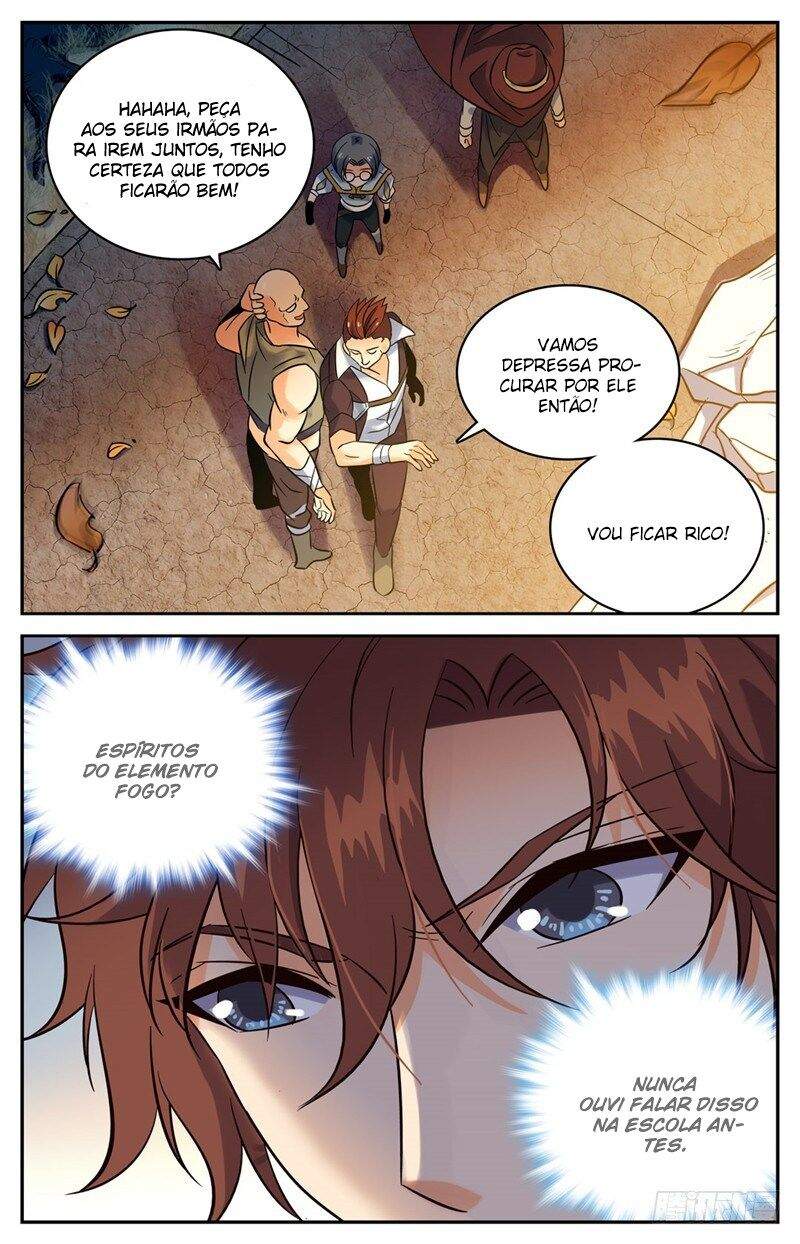 HAHAHA, PEÇA
AOS SEUS IRMÃOS PA-
RA IREM JUNTOS, TENHO
CERTEZA QUE TODOS
FICARÃO BEM!
VAMOS
DEPRESSA PRO-
CURAR POR ELE
ENTÃO!
VOU FICAR RICO!
ESPÍRITOS
DO ELEMENTO
FOGO?
NUNCA
OUVI FALAR DISSO
NA ESCOLA AN-
TES.